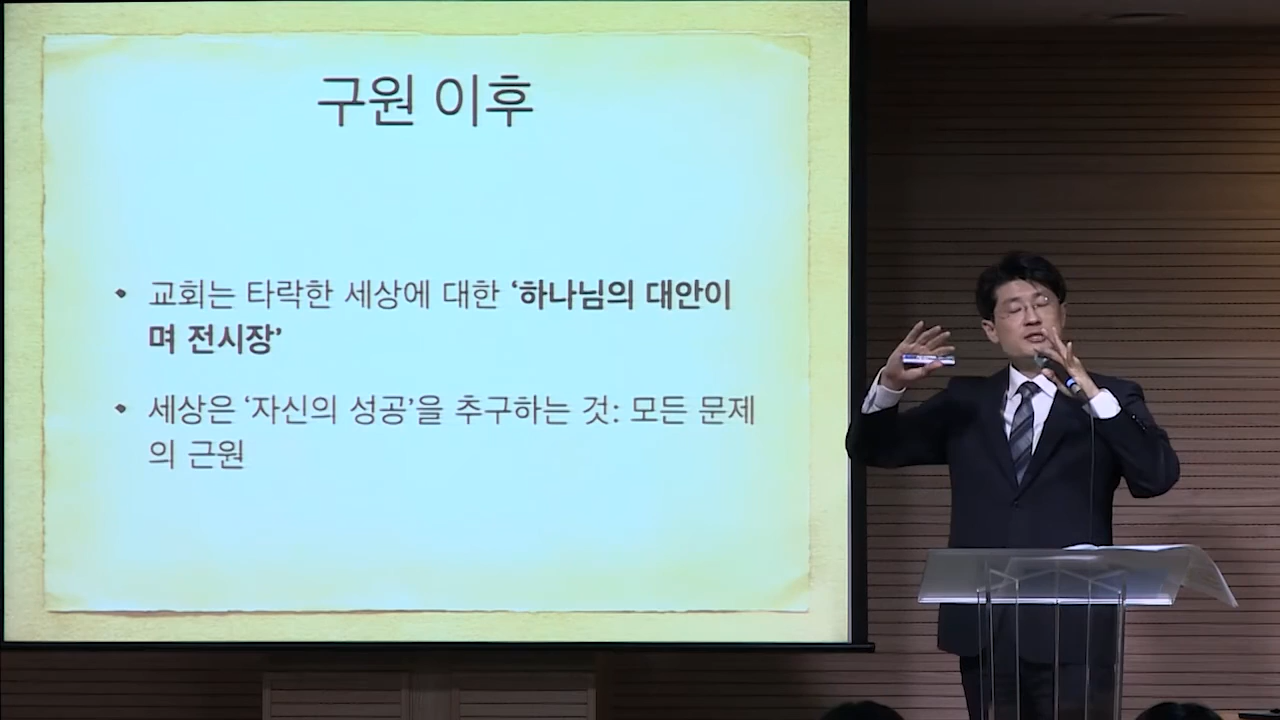 구원 이후
• 교회는 타락한 세상에 대한 ‘하나님의 대안이
며 전시장’
• 세상은 ‘자신의 성공’을 추구하는 것: 모든 문제
의 근원